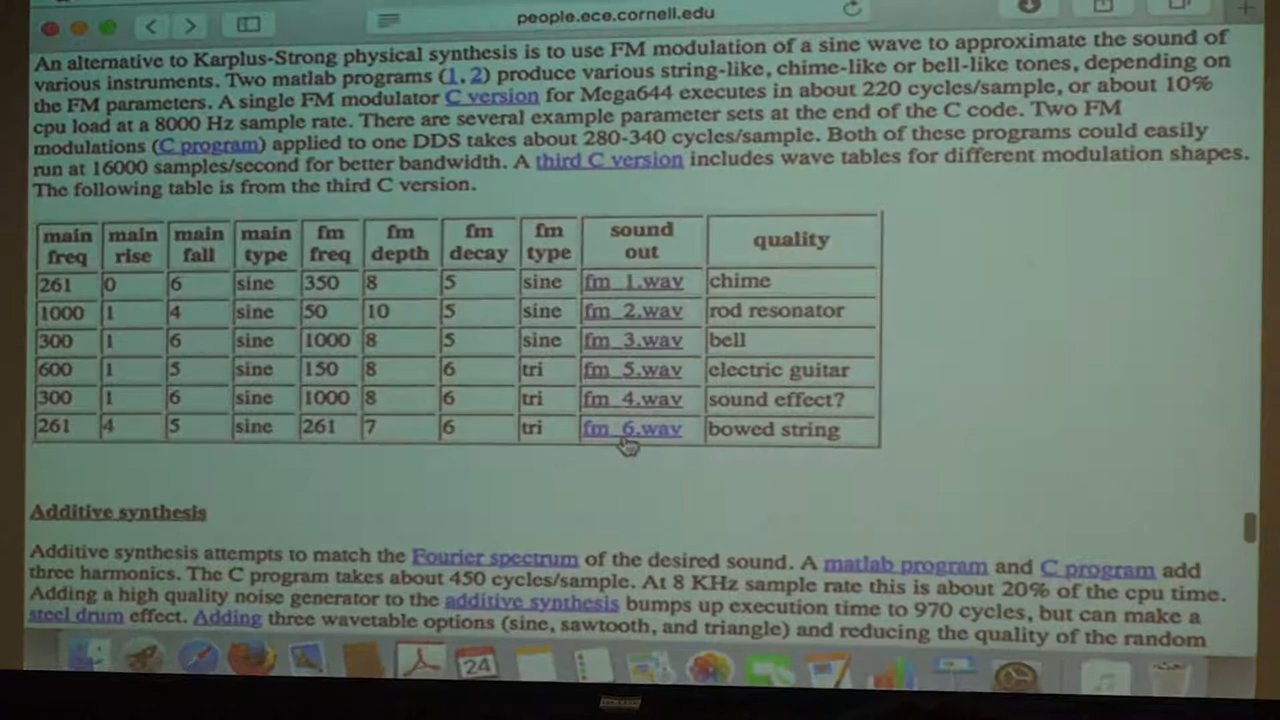 people.ece.cornell.edu
An alternative to Karplus-Strong physical synthesis is to use FM modulation of a sine wave to approximate the sound of
various instruments. Two matlab programs (1, 2) produce various string-like, chime-like or bell-like tones, depending on
the FM parameters. A single FM modulator C version for Mega644 executes in about 220 cycles/sample, or about 10%
cpu load at a 8000 Hz sample rate. There are several example parameter sets at the end of the C code. Two FM
modulations (C program) applied to one DDS takes about 280-340 cycles/sample. Both of these programs could easily
run at 16000 samples/second for better bandwidth. A third C version includes wave tables for different modulation shapes.
The following table is from the third C version.
main freq main rise main fall main type fm freq fm depth fm decay fm type sound out quality
261 0 6 sine 350 8 5 sine fm_1.wav chime
1000 1 4 sine 50 10 5 sine fm_2.wav rod resonator
300 1 6 sine 1000 8 5 sine fm_3.wav bell
600 1 5 sine 150 8 6 tri fm_5.wav electric guitar
300 1 6 sine 1000 8 6 tri fm_4.wav sound effect?
261 4 5 sine 261 7 6 tri fm_6.wav bowed string
Additive synthesis
Additive synthesis attempts to match the Fourier spectrum of the desired sound. A matlab program and C program add
three harmonics. The C program takes about 450 cycles/sample. At 8 KHz sample rate this is about 20% of the cpu time.
Adding a high quality noise generator to the additive synthesis bumps up execution time to 970 cycles, but can make a
steel drum effect. Adding three wavetable options (sine, sawtooth, and triangle) and reducing the quality of the random
24